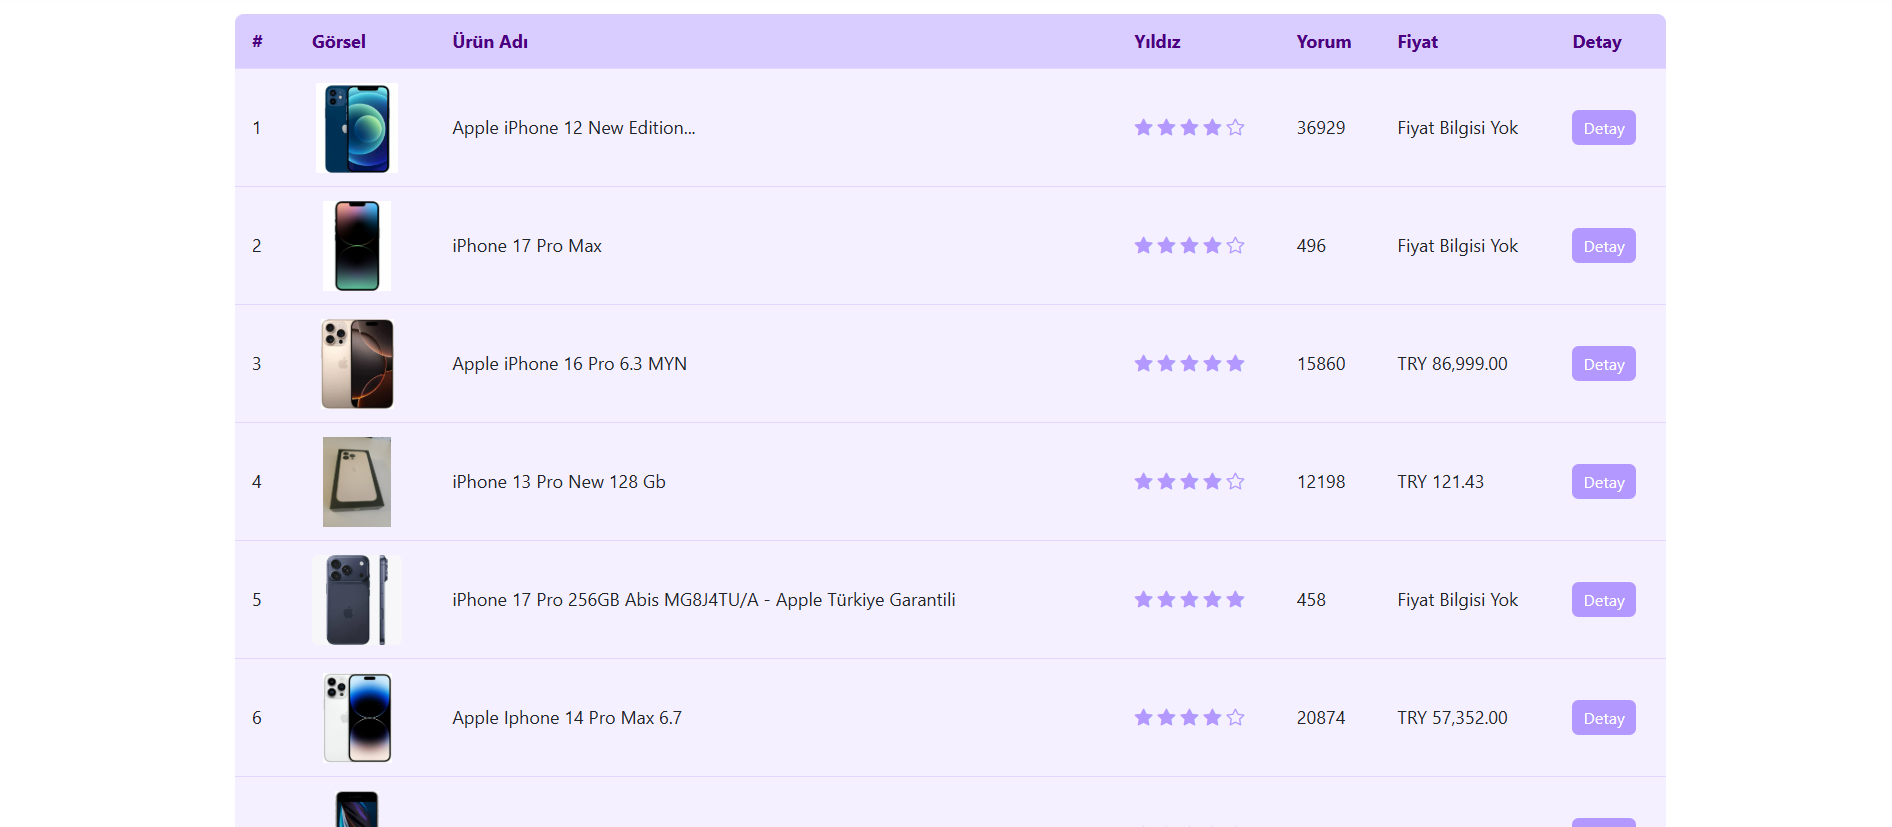 # Görsel Ürün Adı Yıldız Yorum Fiyat Detay
1 Apple iPhone 12 New Edition... 36929 Fiyat Bilgisi Yok Detay
2 iPhone 17 Pro Max 496 Fiyat Bilgisi Yok Detay
3 Apple iPhone 16 Pro 6.3 MYN 15860 TRY 86,999.00 Detay
4 iPhone 13 Pro New 128 Gb 12198 TRY 121.43 Detay
5 iPhone 17 Pro 256GB Abis MG8J4TU/A - Apple Türkiye Garantili 458 Fiyat Bilgisi Yok Detay
6 Apple Iphone 14 Pro Max 6.7 20874 TRY 57,352.00 Detay